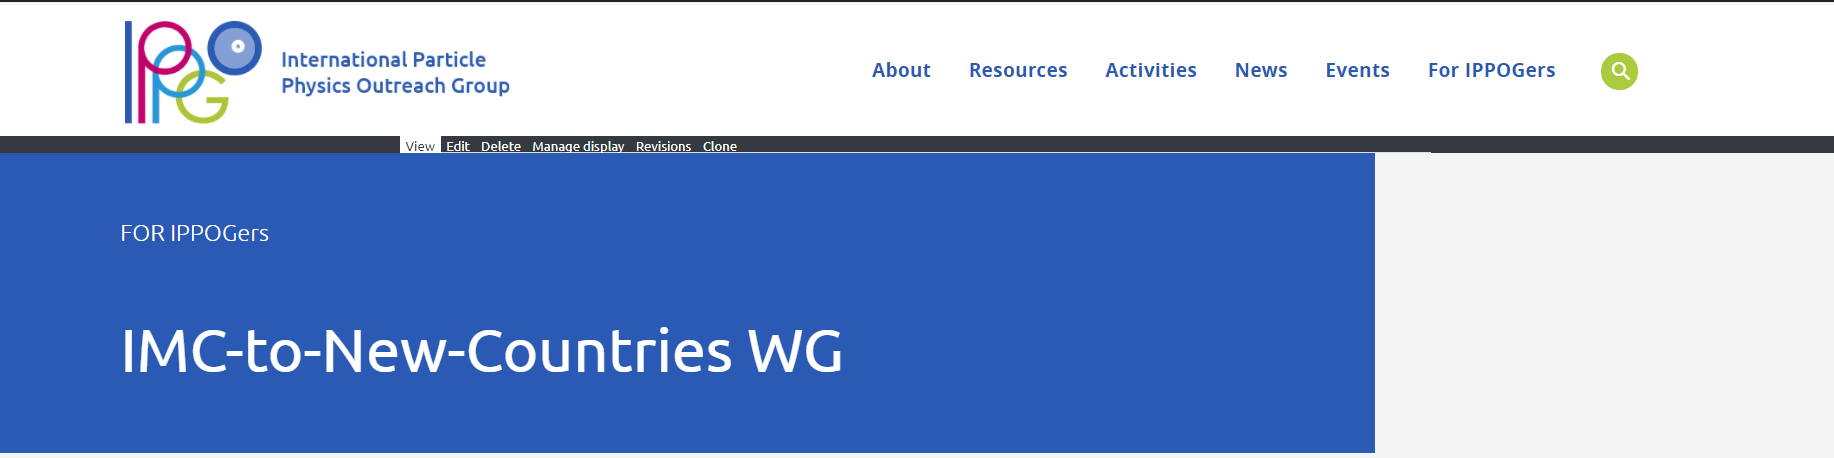 IPPOG
International Particle
Physics Outreach Group
About Resources Activities News Events For IPPOGers
View Edit Delete Manage display Revisions Clone
FOR IPPOGers
IMC-to-New-Countries WG